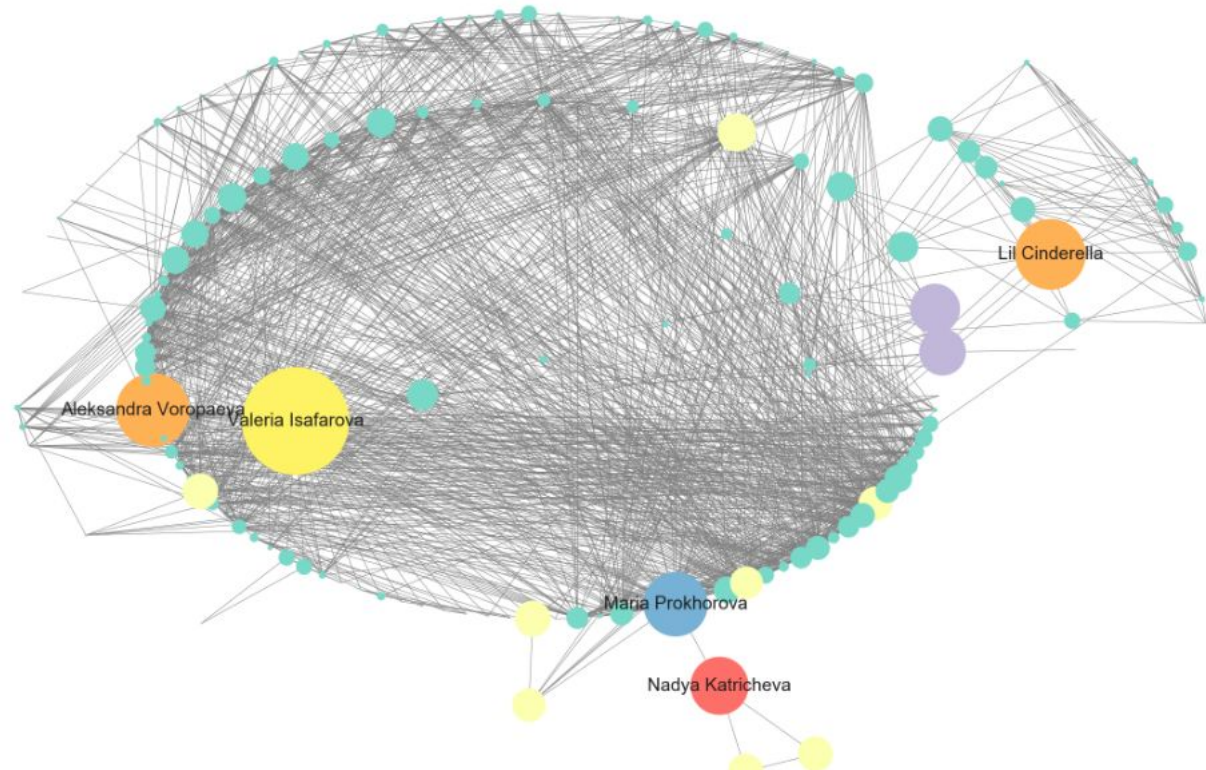 Lil Cinderella
Aleksandra Voropaeva
Valeria Isafarova
Maria Prokhorova
Nadya Katricheva